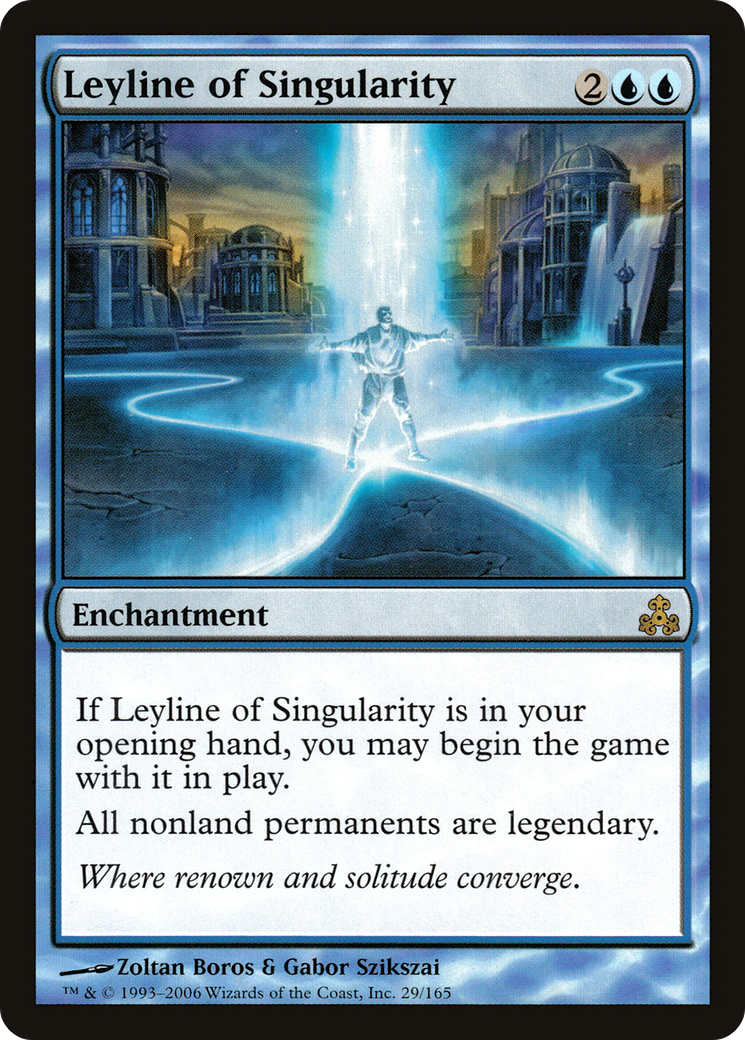 Leyline of Singularity
2
Enchantment
If Leyline of Singularity is in your
opening hand, you may begin the game
with it in play.
All nonland permanents are legendary.
Where renown and solitude converge.
Zoltan Boros & Gabor Szikszai
™ & © 1993–2006 Wizards of the Coast, Inc. 29/165